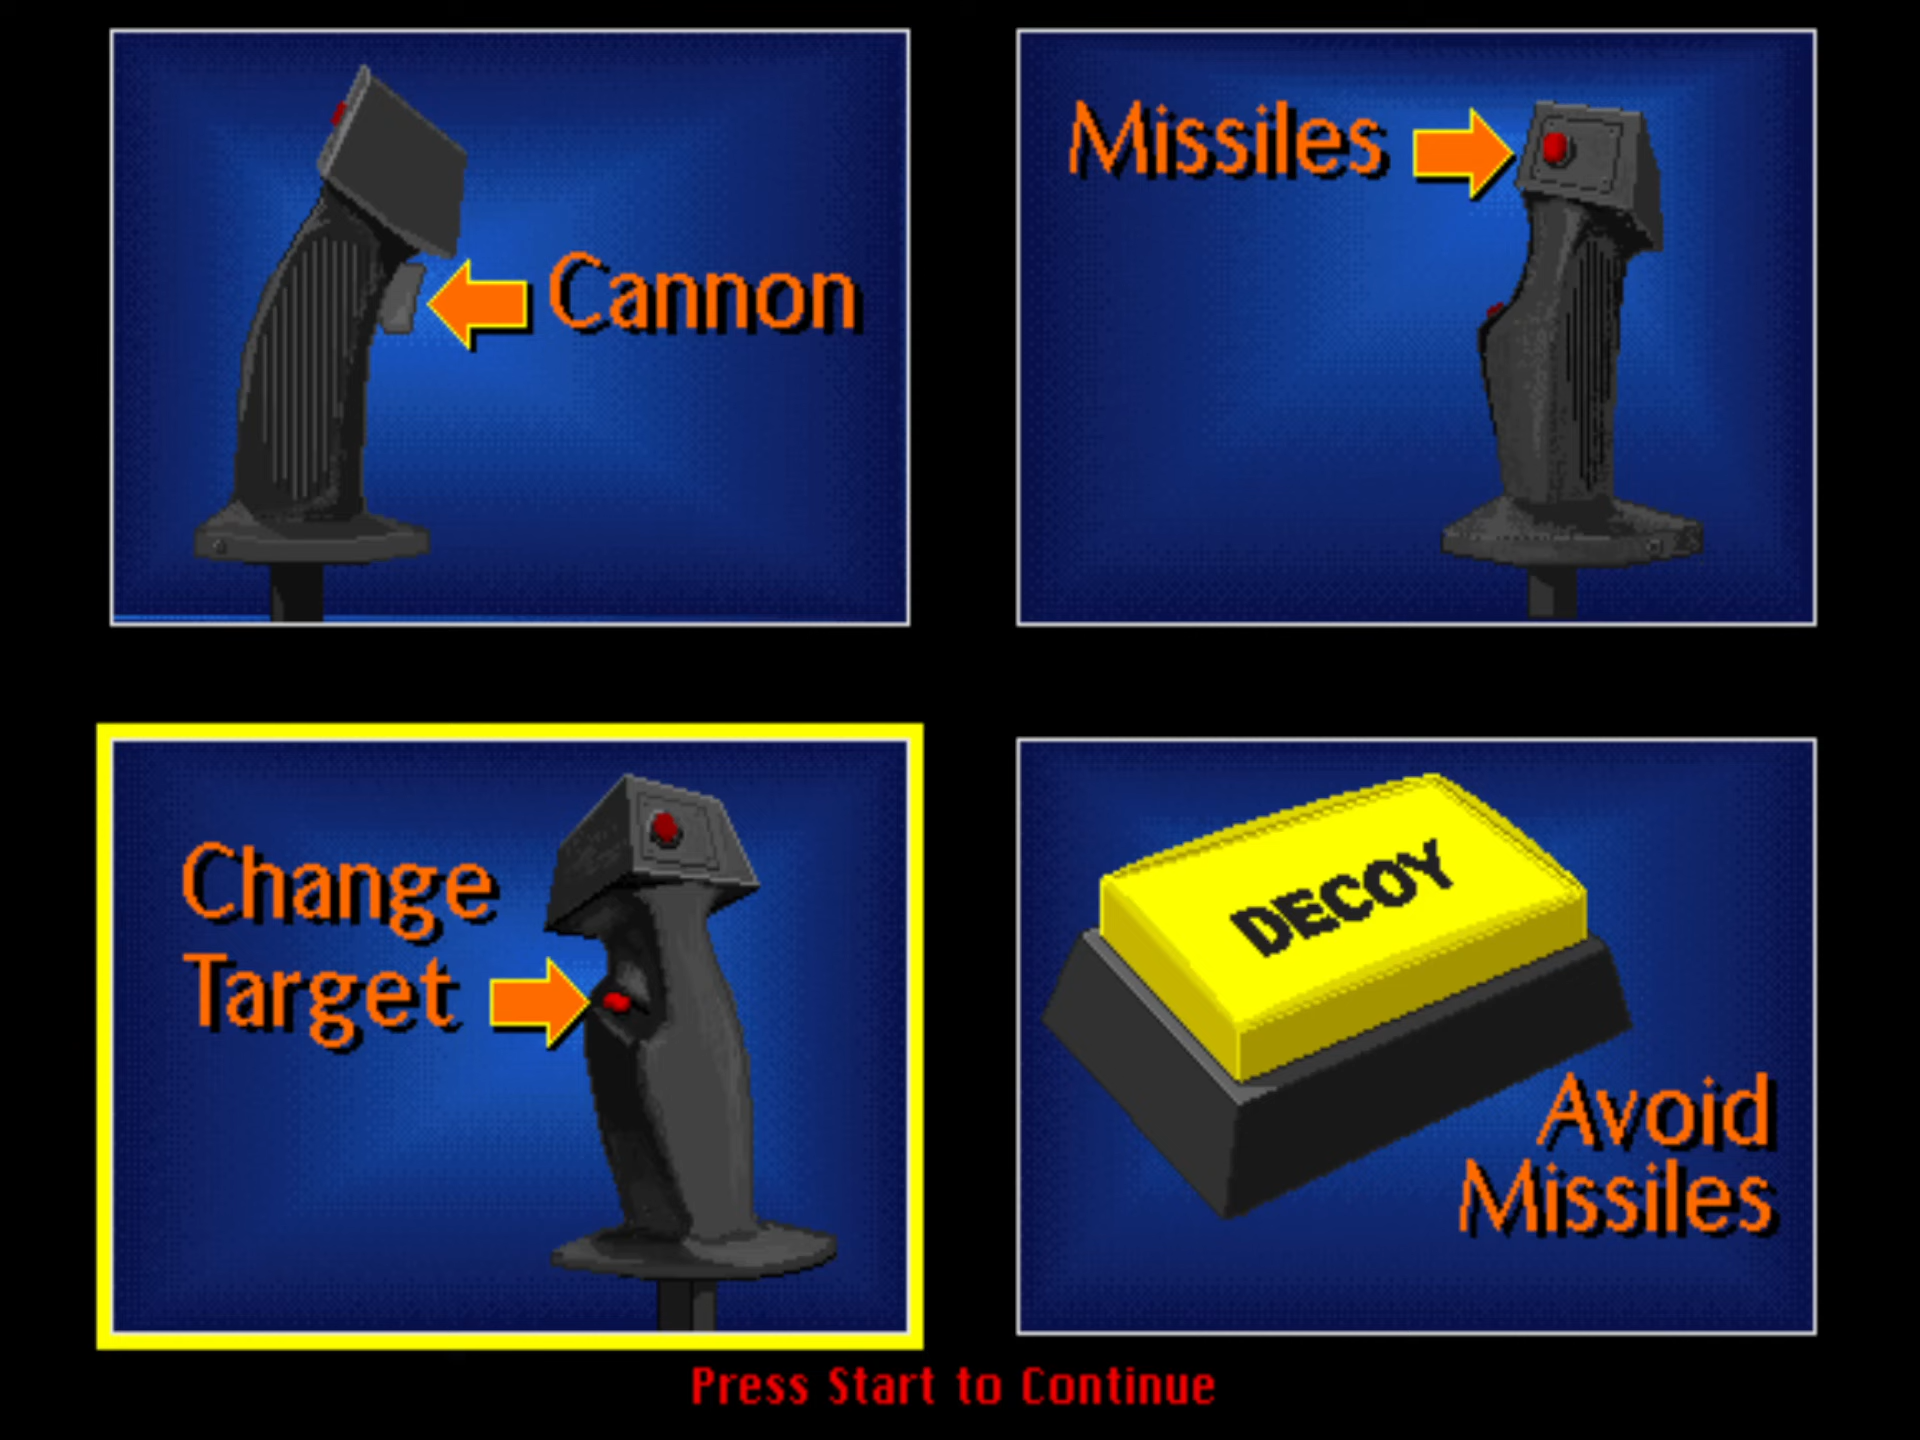 Cannon
Missiles
Change
Target
DECOY
Avoid
Missiles
Press Start to Continue